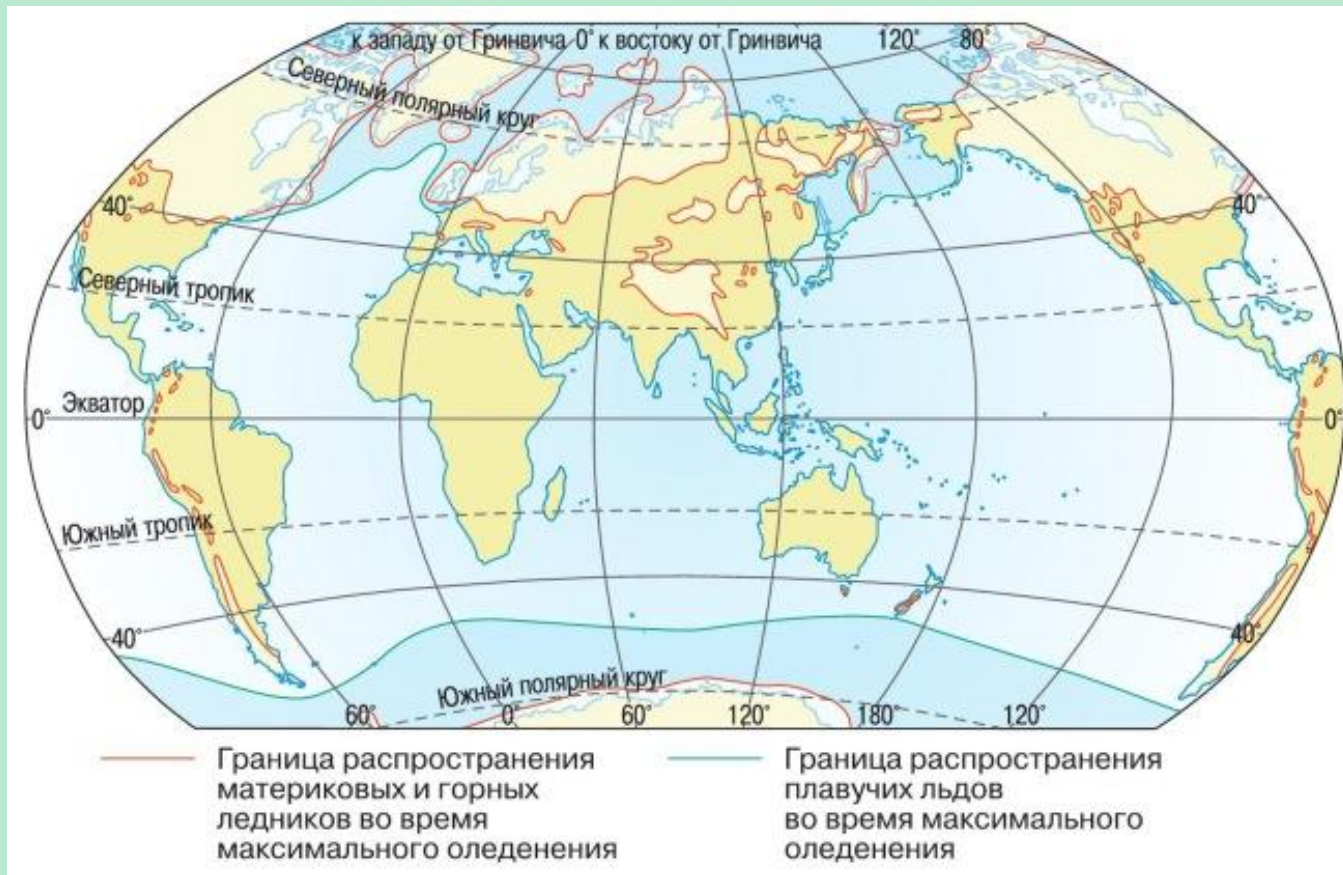 к западу от Гринвича 0° к востоку от Гринвича 120° 80°
Северный полярный круг
40° 40°
Северный тропик
0° Экватор 0°
Южный тропик
40° 40°
Южный полярный круг
60° 0° 60° 120° 180° 120°
Граница распространения
материковых и горных
ледников во время
максимального оледенения
Граница распространения
плавучих льдов
во время максимального
оледенения